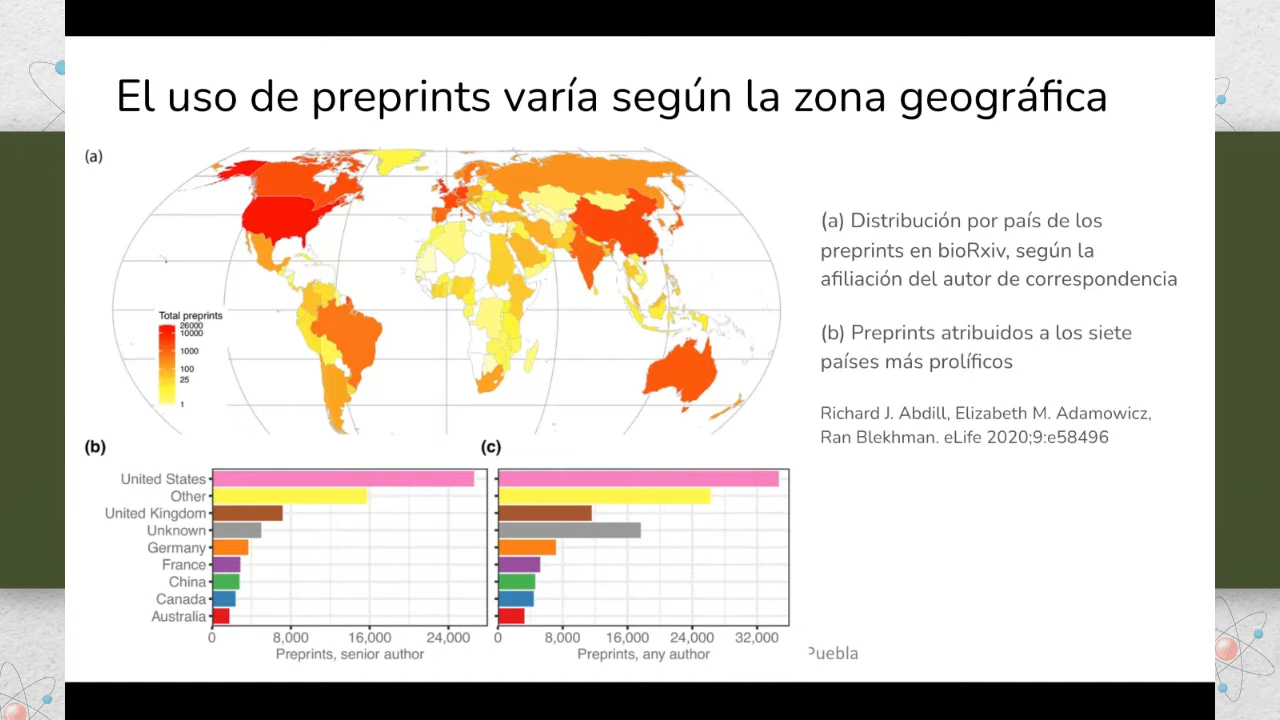 El uso de preprints varía según la zona geográfica
(a)
Total preprints
26000
10000
1000
100
25
1
(a) Distribución por país de los
preprints en bioRxiv, según la
afiliación del autor de correspondencia
(b) Preprints atribuidos a los siete
países más prolíficos
Richard J. Abdill, Elizabeth M. Adamowicz,
Ran Blekhman. eLife 2020;9:e58496
(b)
United States
Other
United Kingdom
Unknown
Germany
France
China
Canada
Australia
0 8,000 16,000 24,000
Preprints, senior author
(c)
0 8,000 16,000 24,000 32,000
Preprints, any author
Puebla